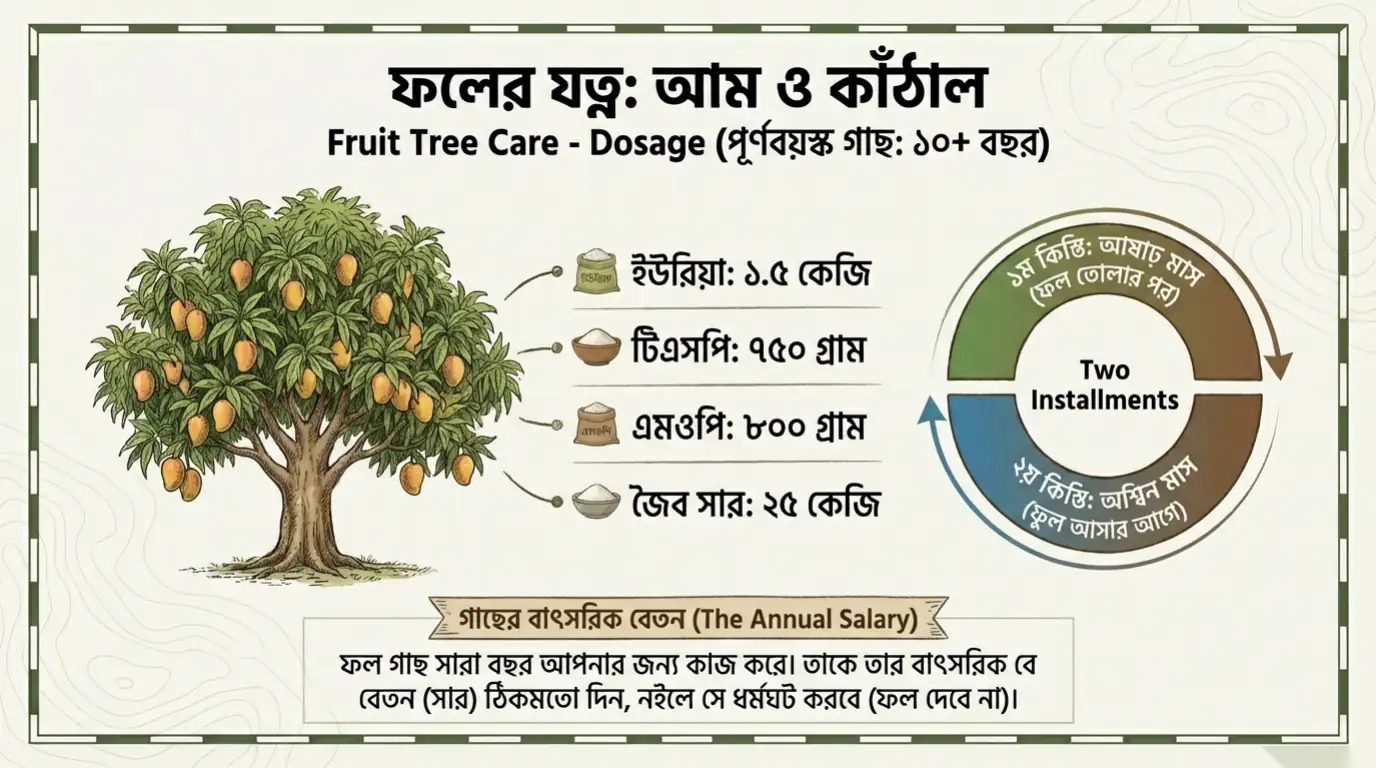 ফলের যত্ন: আম ও কাঁঠাল
Fruit Tree Care - Dosage (পূর্ণবয়স্ক গাছ: ১০+ বছর)
ইউরিয়া: ১.৫ কেজি
টিএসপি: ৭৫০ গ্রাম
এমওপি: ৮০০ গ্রাম
জৈব সার: ২৫ কেজি
১ম কিস্তি: আষাঢ় মাস
(ফল তোলার পর)
Two
Installments
২য় কিস্তি: অশ্বিন মাস
(ফুল আসার আগে)
গাছের বাৎসরিক বেতন (The Annual Salary)
ফল গাছ সারা বছর আপনার জন্য কাজ করে। তাকে তার বাৎসরিক বে
বেতন (সার) ঠিকমতো দিন, নইলে সে ধর্মঘট করবে (ফল দেবে না)।